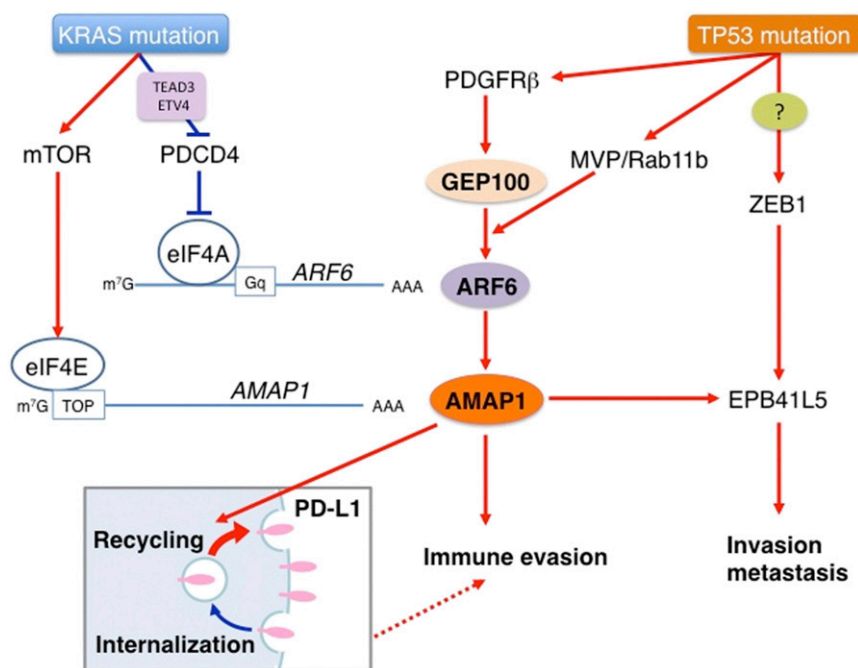 KRAS mutation
TP53 mutation
TEAD3
ETV4
PDGFRβ
?
mTOR
PDCD4
MVP/Rab11b
GEP100
ZEB1
eIF4A
m⁷G
Gq
ARF6
AAA
ARF6
eIF4E
m⁷G
TOP
AMAP1
AAA
AMAP1
EPB41L5
PD-L1
Recycling
Internalization
Immune evasion
Invasion
metastasis